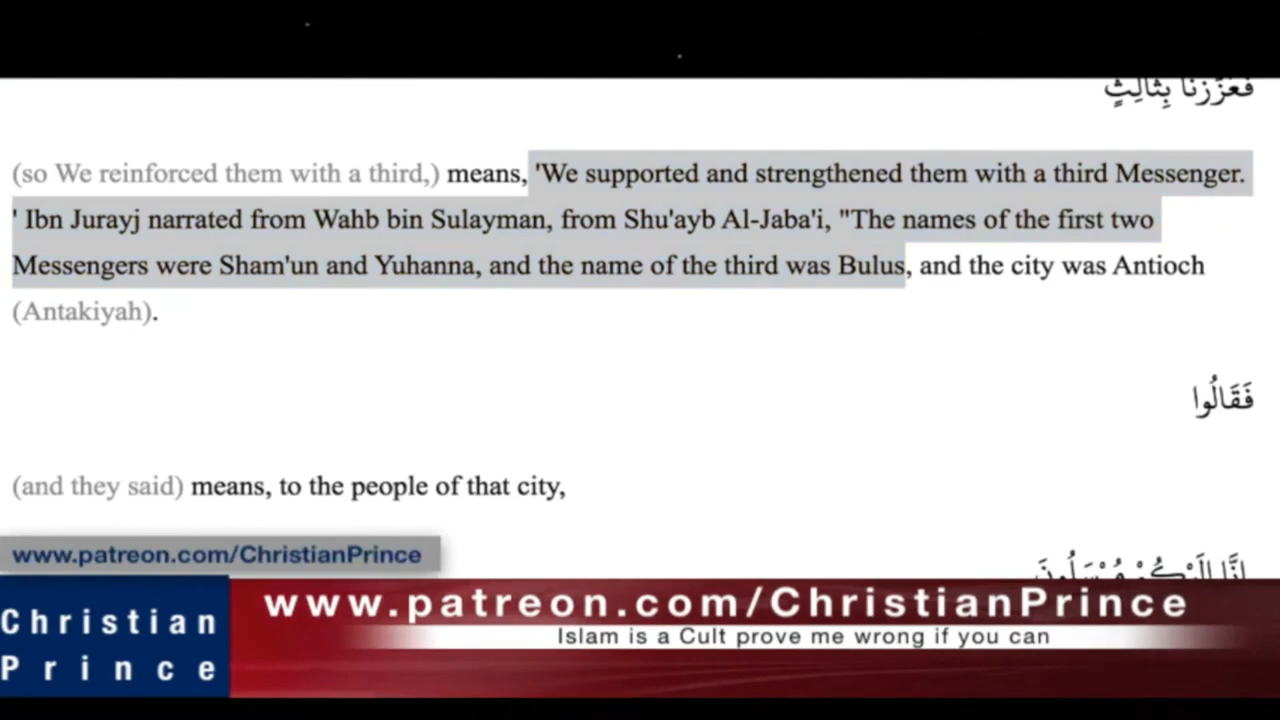 فَعَزَّزْنَا بِثَالِثٍ
(so We reinforced them with a third,) means, 'We supported and strengthened them with a third Messenger.
' Ibn Jurayj narrated from Wahb bin Sulayman, from Shu'ayb Al-Jaba'i, "The names of the first two
Messengers were Sham'un and Yuhanna, and the name of the third was Bulus, and the city was Antioch
(Antakiyah).
فَقَالُوا
(and they said) means, to the people of that city,
إِنَّا إِلَيْكُمْ مُرْسَلُونَ
www.patreon.com/ChristianPrince
www.patreon.com/ChristianPrince
Islam is a Cult prove me wrong if you can
Christian
Prince